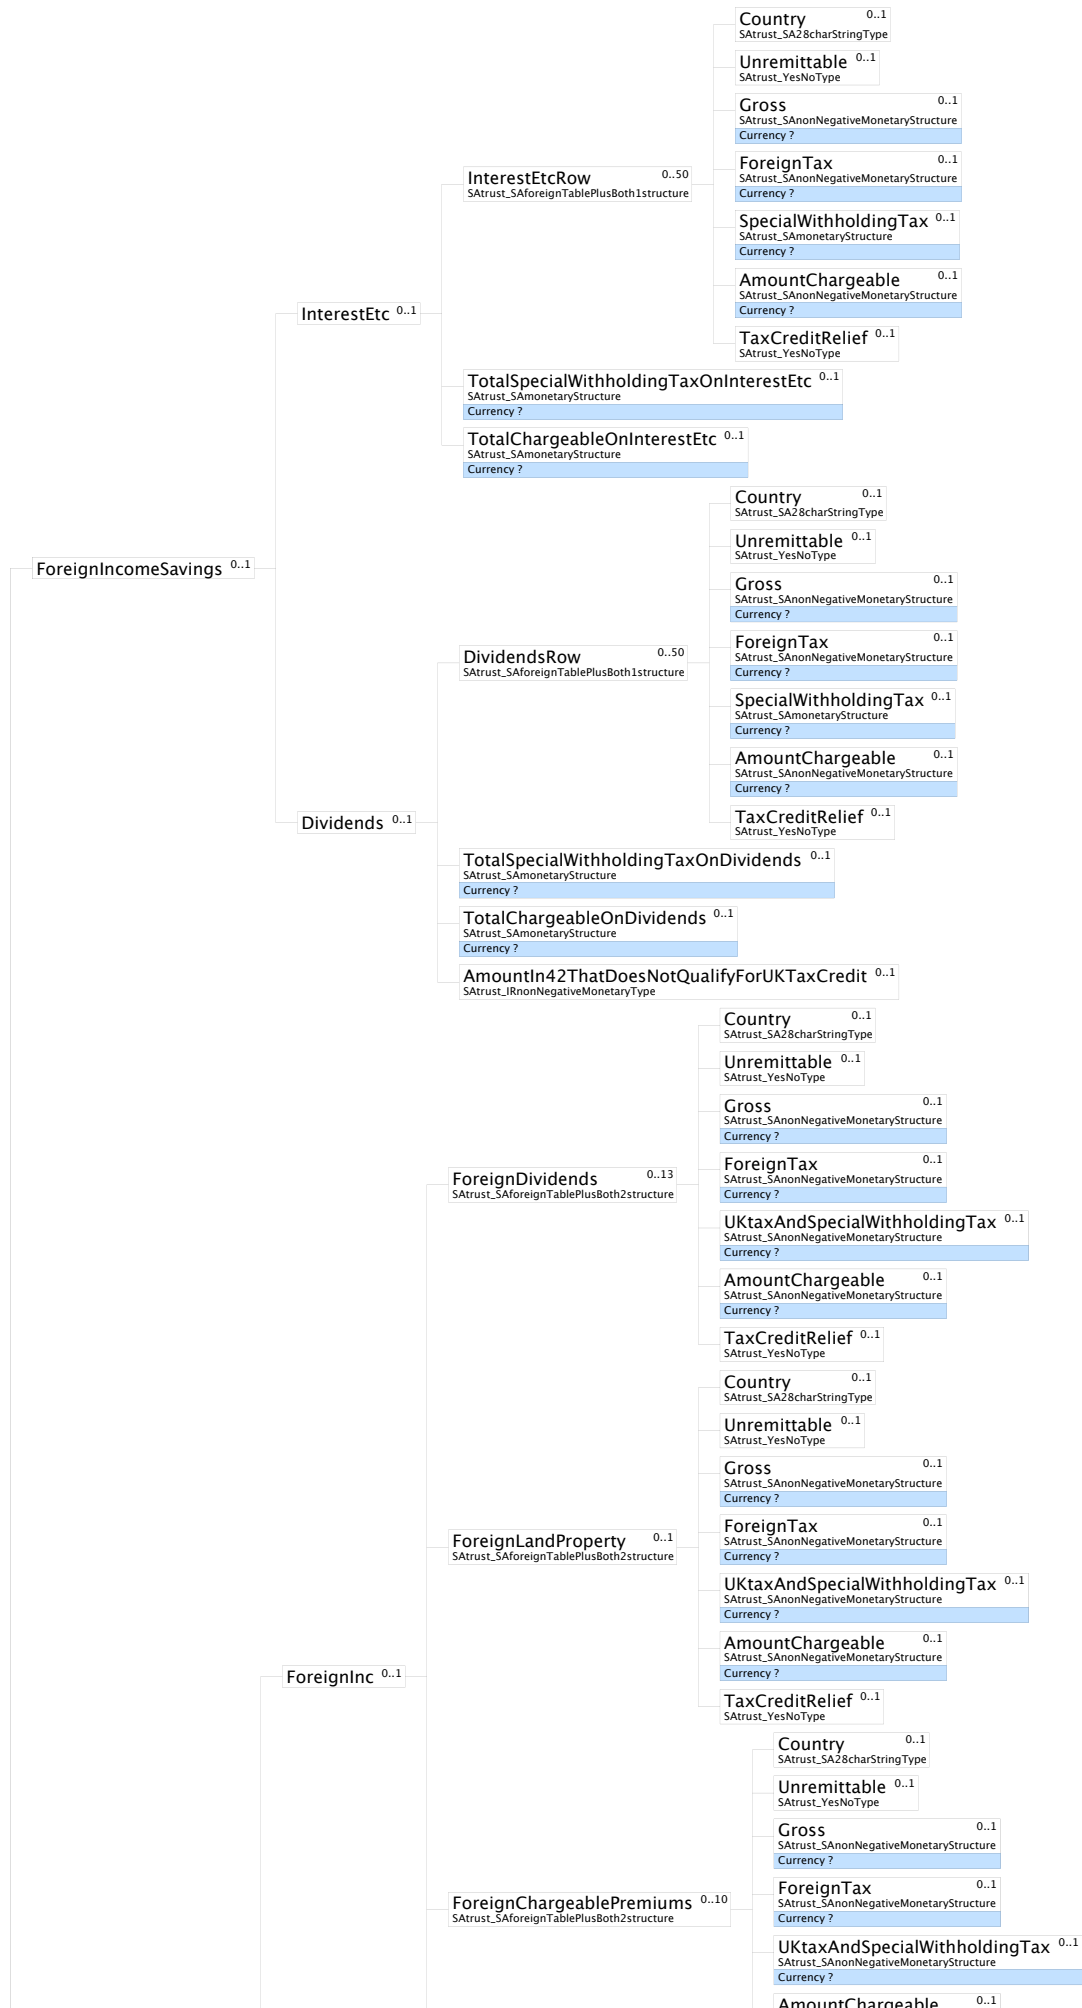 Country 0..1
SAtrust_SA28charStringType
Unremittable 0..1
SAtrust_YesNoType
Gross 0..1
SAtrust_SAnonNegativeMonetaryStructure
Currency ?
InterestEtcRow 0..50
SAtrust_SAforeignTablePlusBoth1structure
ForeignTax 0..1
SAtrust_SAnonNegativeMonetaryStructure
Currency ?
SpecialWithholdingTax 0..1
SAtrust_SAmonetaryStructure
Currency ?
AmountChargeable 0..1
SAtrust_SAnonNegativeMonetaryStructure
Currency ?
InterestEtc 0..1
TaxCreditRelief 0..1
SAtrust_YesNoType
TotalSpecialWithholdingTaxOnInterestEtc 0..1
SAtrust_SAmonetaryStructure
Currency ?
TotalChargeableOnInterestEtc 0..1
SAtrust_SAmonetaryStructure
Currency ?
Country 0..1
SAtrust_SA28charStringType
Unremittable 0..1
SAtrust_YesNoType
ForeignIncomeSavings 0..1
Gross 0..1
SAtrust_SAnonNegativeMonetaryStructure
Currency ?
DividendsRow 0..50
SAtrust_SAforeignTablePlusBoth1structure
ForeignTax 0..1
SAtrust_SAnonNegativeMonetaryStructure
Currency ?
SpecialWithholdingTax 0..1
SAtrust_SAmonetaryStructure
Currency ?
AmountChargeable 0..1
SAtrust_SAnonNegativeMonetaryStructure
Currency ?
Dividends 0..1
TaxCreditRelief 0..1
SAtrust_YesNoType
TotalSpecialWithholdingTaxOnDividends 0..1
SAtrust_SAmonetaryStructure
Currency ?
TotalChargeableOnDividends 0..1
SAtrust_SAmonetaryStructure
Currency ?
AmountIn42ThatDoesNotQualifyForUKTaxCredit 0..1
SAtrust_IRnonNegativeMonetaryType
Country 0..1
SAtrust_SA28charStringType
Unremittable 0..1
SAtrust_YesNoType
Gross 0..1
SAtrust_SAnonNegativeMonetaryStructure
Currency ?
ForeignDividends 0..13
SAtrust_SAforeignTablePlusBoth2structure
ForeignTax 0..1
SAtrust_SAnonNegativeMonetaryStructure
Currency ?
UKtaxAndSpecialWithholdingTax 0..1
SAtrust_SAnonNegativeMonetaryStructure
Currency ?
AmountChargeable 0..1
SAtrust_SAnonNegativeMonetaryStructure
Currency ?
TaxCreditRelief 0..1
SAtrust_YesNoType
Country 0..1
SAtrust_SA28charStringType
Unremittable 0..1
SAtrust_YesNoType
Gross 0..1
SAtrust_SAnonNegativeMonetaryStructure
Currency ?
ForeignLandProperty 0..1
SAtrust_SAforeignTablePlusBoth2structure
ForeignTax 0..1
SAtrust_SAnonNegativeMonetaryStructure
Currency ?
UKtaxAndSpecialWithholdingTax 0..1
SAtrust_SAnonNegativeMonetaryStructure
Currency ?
AmountChargeable 0..1
SAtrust_SAnonNegativeMonetaryStructure
Currency ?
ForeignInc 0..1
TaxCreditRelief 0..1
SAtrust_YesNoType
Country 0..1
SAtrust_SA28charStringType
Unremittable 0..1
SAtrust_YesNoType
Gross 0..1
SAtrust_SAnonNegativeMonetaryStructure
Currency ?
ForeignChargeablePremiums 0..10
SAtrust_SAforeignTablePlusBoth2structure
ForeignTax 0..1
SAtrust_SAnonNegativeMonetaryStructure
Currency ?
UKtaxAndSpecialWithholdingTax 0..1
SAtrust_SAnonNegativeMonetaryStructure
Currency ?
AmountChargeable 0..1